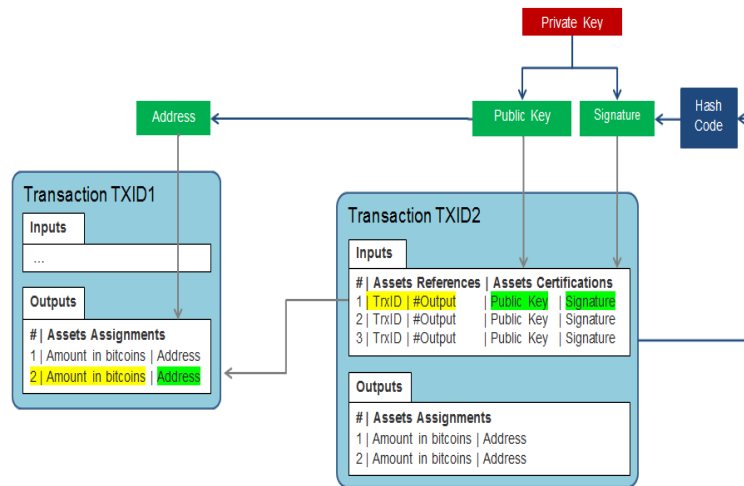 Private Key
Address
Public Key
Signature
Hash
Code
Transaction TXID1
Inputs
...
Outputs
# | Assets Assignments
1 | Amount in bitcoins | Address
2 | Amount in bitcoins | Address
Transaction TXID2
Inputs
# | Assets References | Assets Certifications
1 | TrxID | #Output | Public Key | Signature
2 | TrxID | #Output | Public Key | Signature
3 | TrxID | #Output | Public Key | Signature
Outputs
# | Assets Assignments
1 | Amount in bitcoins | Address
2 | Amount in bitcoins | Address